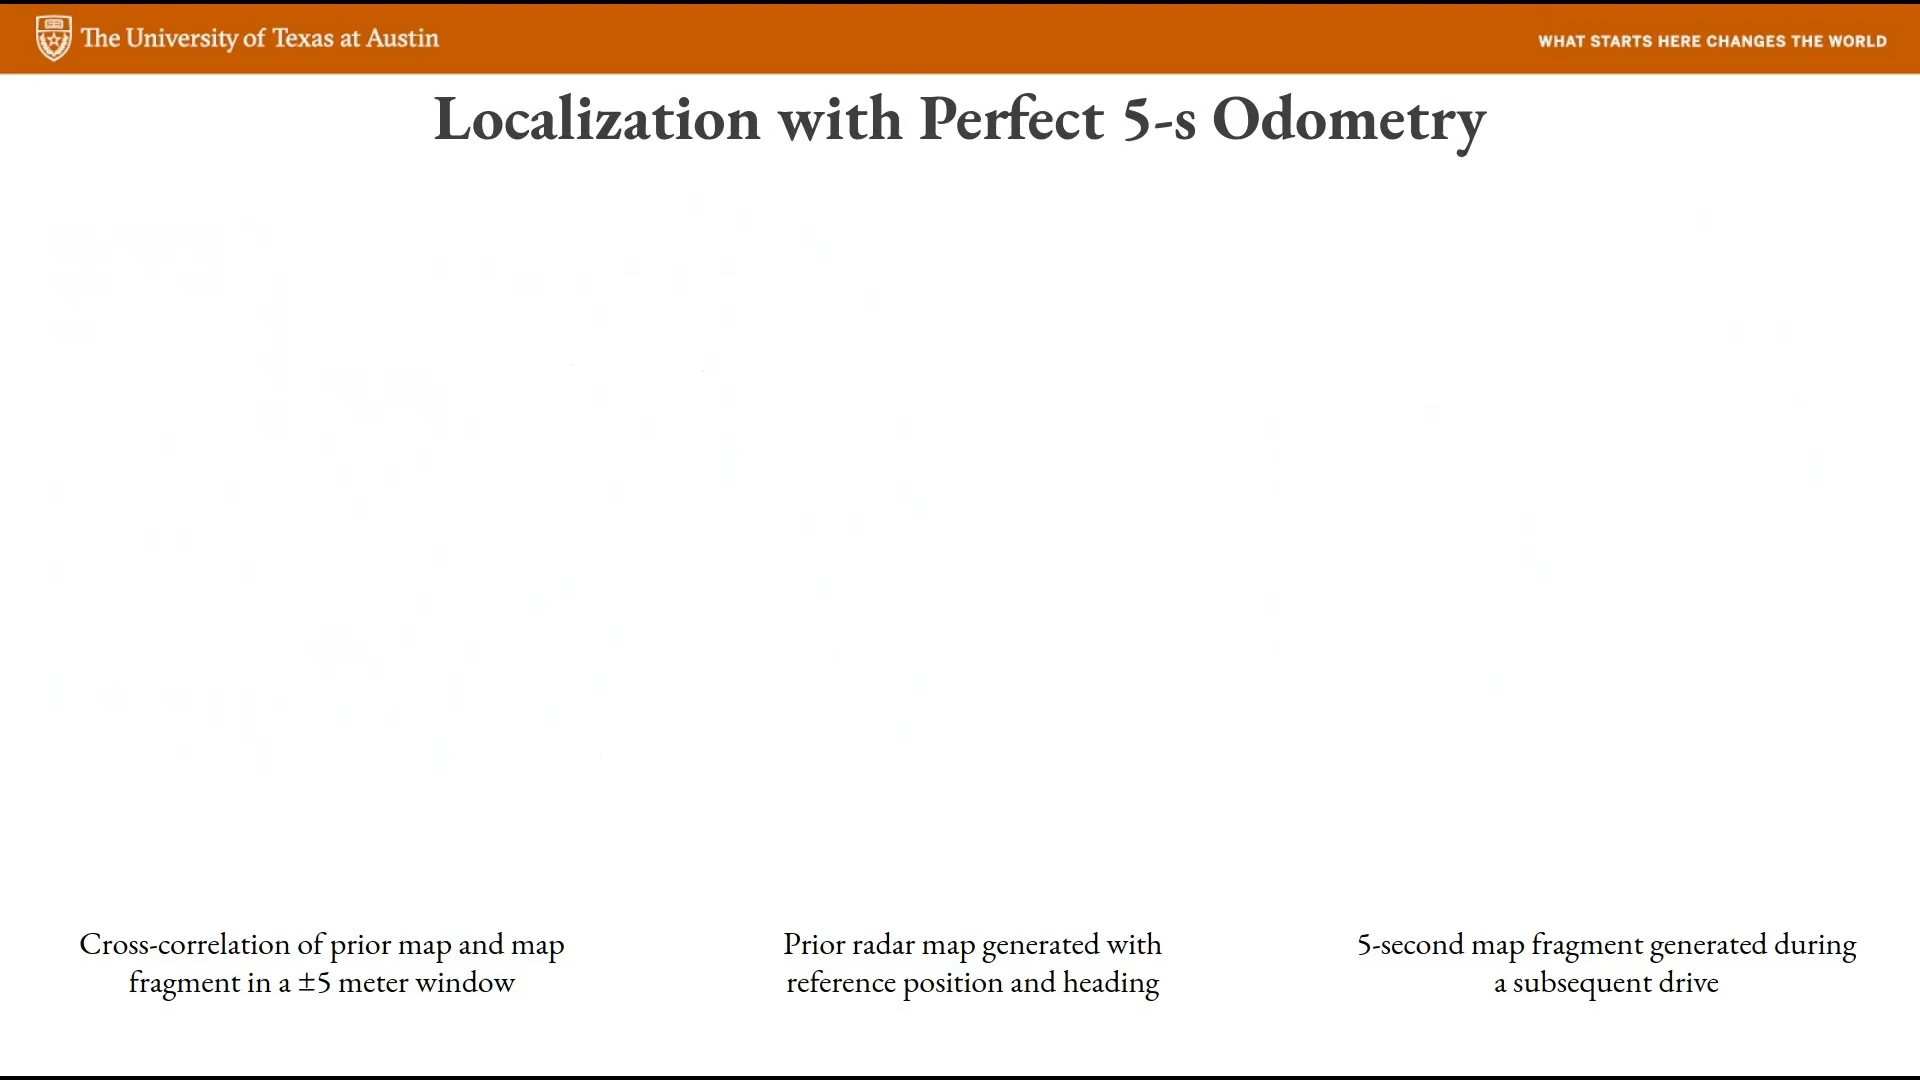 The University of Texas at Austin
WHAT STARTS HERE CHANGES THE WORLD
Localization with Perfect 5-s Odometry
Cross-correlation of prior map and map
fragment in a ±5 meter window
Prior radar map generated with
reference position and heading
5-second map fragment generated during
a subsequent drive